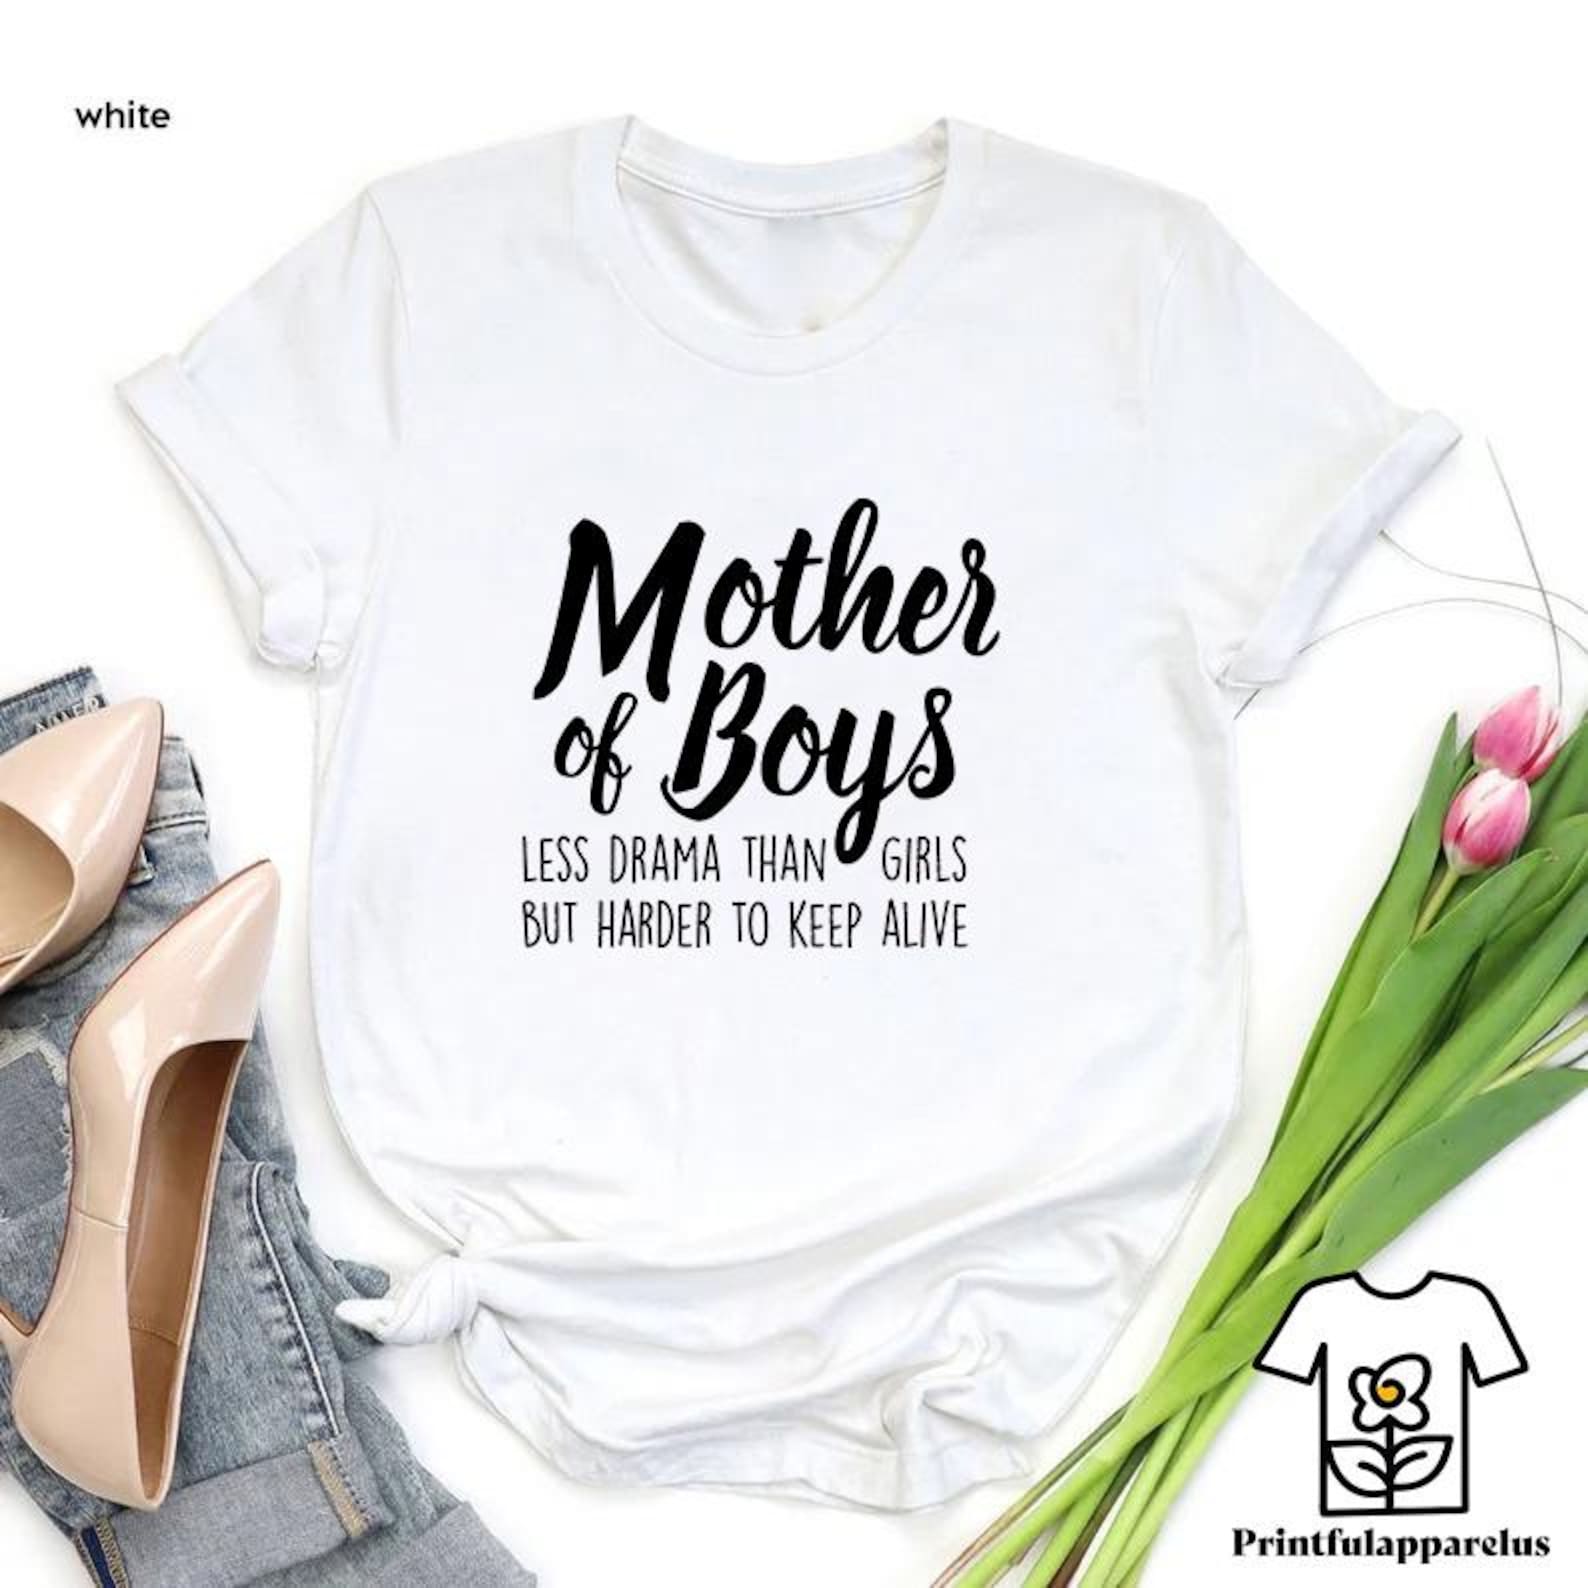 white
Mother
of Boys
LESS DRAMA THAN GIRLS
BUT HARDER TO KEEP ALIVE
Printfulapparelus